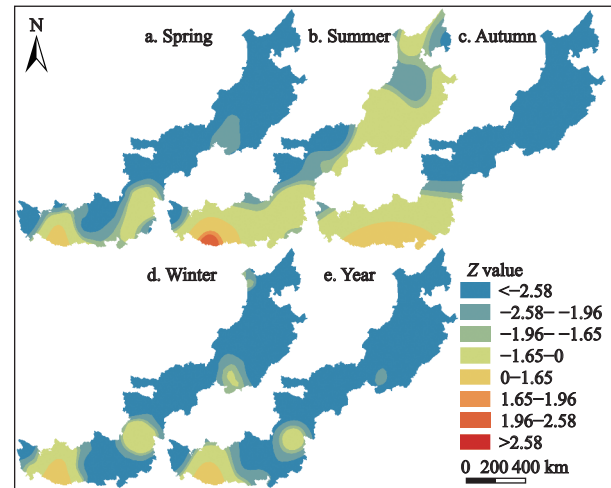 N
a. Spring
b. Summer
c. Autumn
d. Winter
e. Year
Z value
<−2.58
−2.58–−1.96
−1.96–−1.65
−1.65–0
0–1.65
1.65–1.96
1.96–2.58
>2.58
0 200 400 km